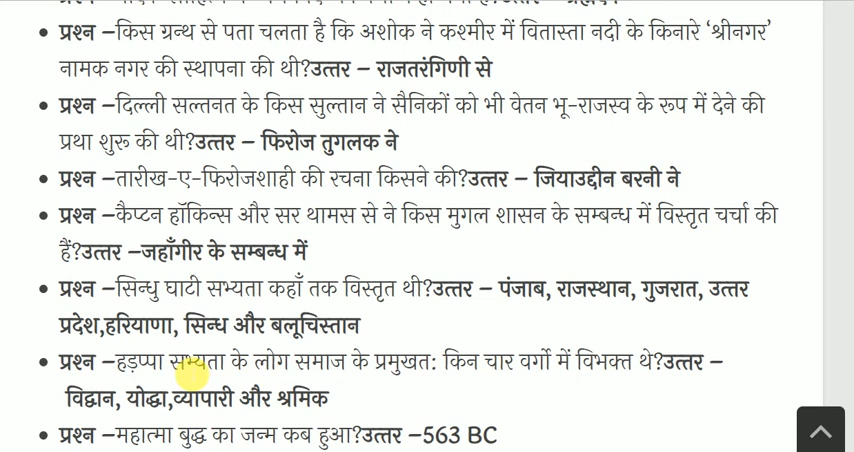 प्रश्न –किस ग्रन्थ से पता चलता है कि अशोक ने कश्मीर में वितास्ता नदी के किनारे ‘श्रीनगर’
नामक नगर की स्थापना की थी?उत्तर – राजतरंगिणी से
प्रश्न –दिल्ली सल्तनत के किस सुल्तान ने सैनिकों को भी वेतन भू–राजस्व के रूप में देने की
प्रथा शुरू की थी?उत्तर – फिरोज तुगलक ने
प्रश्न –तारीख-ए-फिरोजशाही की रचना किसने की?उत्तर – जियाउद्दीन बरनी ने
प्रश्न –कैप्टन हॉकिन्स और सर थामस से ने किस मुगल शासन के सम्बन्ध में विस्तृत चर्चा की
हैं?उत्तर –जहाँगीर के सम्बन्ध में
प्रश्न –सिन्धु घाटी सभ्यता कहाँ तक विस्तृत थी?उत्तर – पंजाब, राजस्थान, गुजरात, उत्तर
प्रदेश,हरियाणा, सिन्ध और बलूचिस्तान
प्रश्न –हड़प्पा सभ्यता के लोग समाज के प्रमुखत: किन चार वर्गो में विभक्त थे?उत्तर –
विद्वान, योद्धा,व्यापारी और श्रमिक
प्रश्न –महात्मा बुद्ध का जन्म कब हुआ?उत्तर –563 BC